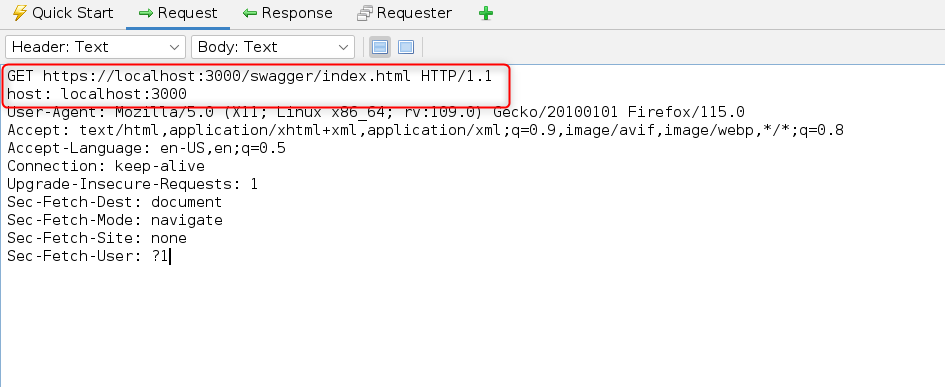 Quick Start Request Response Requester
Header: Text Body: Text
GET https://localhost:3000/swagger/index.html HTTP/1.1
host: localhost:3000
User-Agent: Mozilla/5.0 (X11; Linux x86_64; rv:109.0) Gecko/20100101 Firefox/115.0
Accept: text/html,application/xhtml+xml,application/xml;q=0.9,image/avif,image/webp,*/*;q=0.8
Accept-Language: en-US,en;q=0.5
Connection: keep-alive
Upgrade-Insecure-Requests: 1
Sec-Fetch-Dest: document
Sec-Fetch-Mode: navigate
Sec-Fetch-Site: none
Sec-Fetch-User: ?1